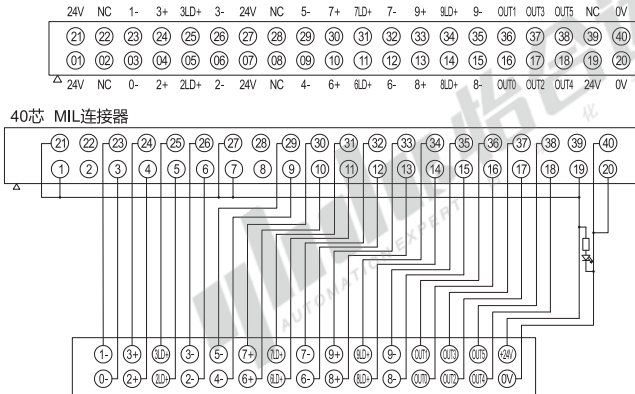 24V NC 1- 3+ 3LD+ 3- 24V NC 5- 7+ 7LD+ 7- 9+ 9LD+ 9- OUT1 OUT3 OUT5 NC 0V
21 22 23 24 25 26 27 28 29 30 31 32 33 34 35 36 37 38 39 40
01 02 03 04 05 06 07 08 09 10 11 12 13 14 15 16 17 18 19 20
24V NC 0- 2+ 2LD+ 2- 24V NC 4- 6+ 6LD+ 6- 8+ 8LD+ 8- OUT0 OUT2 OUT4 24V 0V
40芯 MIL连接器
21 22 23 24 25 26 27 28 29 30 31 32 33 34 35 36 37 38 39 40
1 2 3 4 5 6 7 8 9 10 11 12 13 14 15 16 17 18 19 20
AUTOMATION EXPERT
1- 3+ 3LD+ 3- 5- 7+ 7LD+ 7- 9+ 9LD+ 9- OUT1 OUT3 OUT5 +24V
0- 2+ 2LD+ 2- 4- 6+ 6LD+ 6- 8+ 8LD+ 8- OUT0 OUT2 OUT4 0V